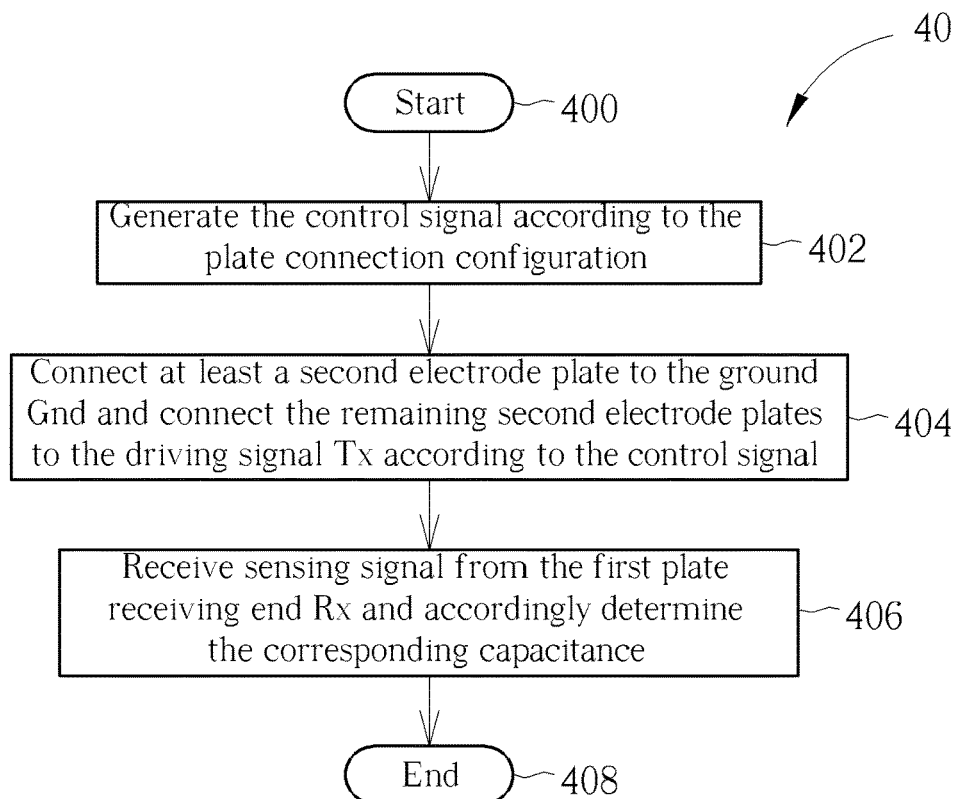 40
Start
400
Generate the control signal according to the
plate connection configuration
402
Connect at least a second electrode plate to the ground
Gnd and connect the remaining second electrode plates
to the driving signal Tx according to the control signal
404
Receive sensing signal from the first plate
receiving end Rx and accordingly determine
the corresponding capacitance
406
End
408